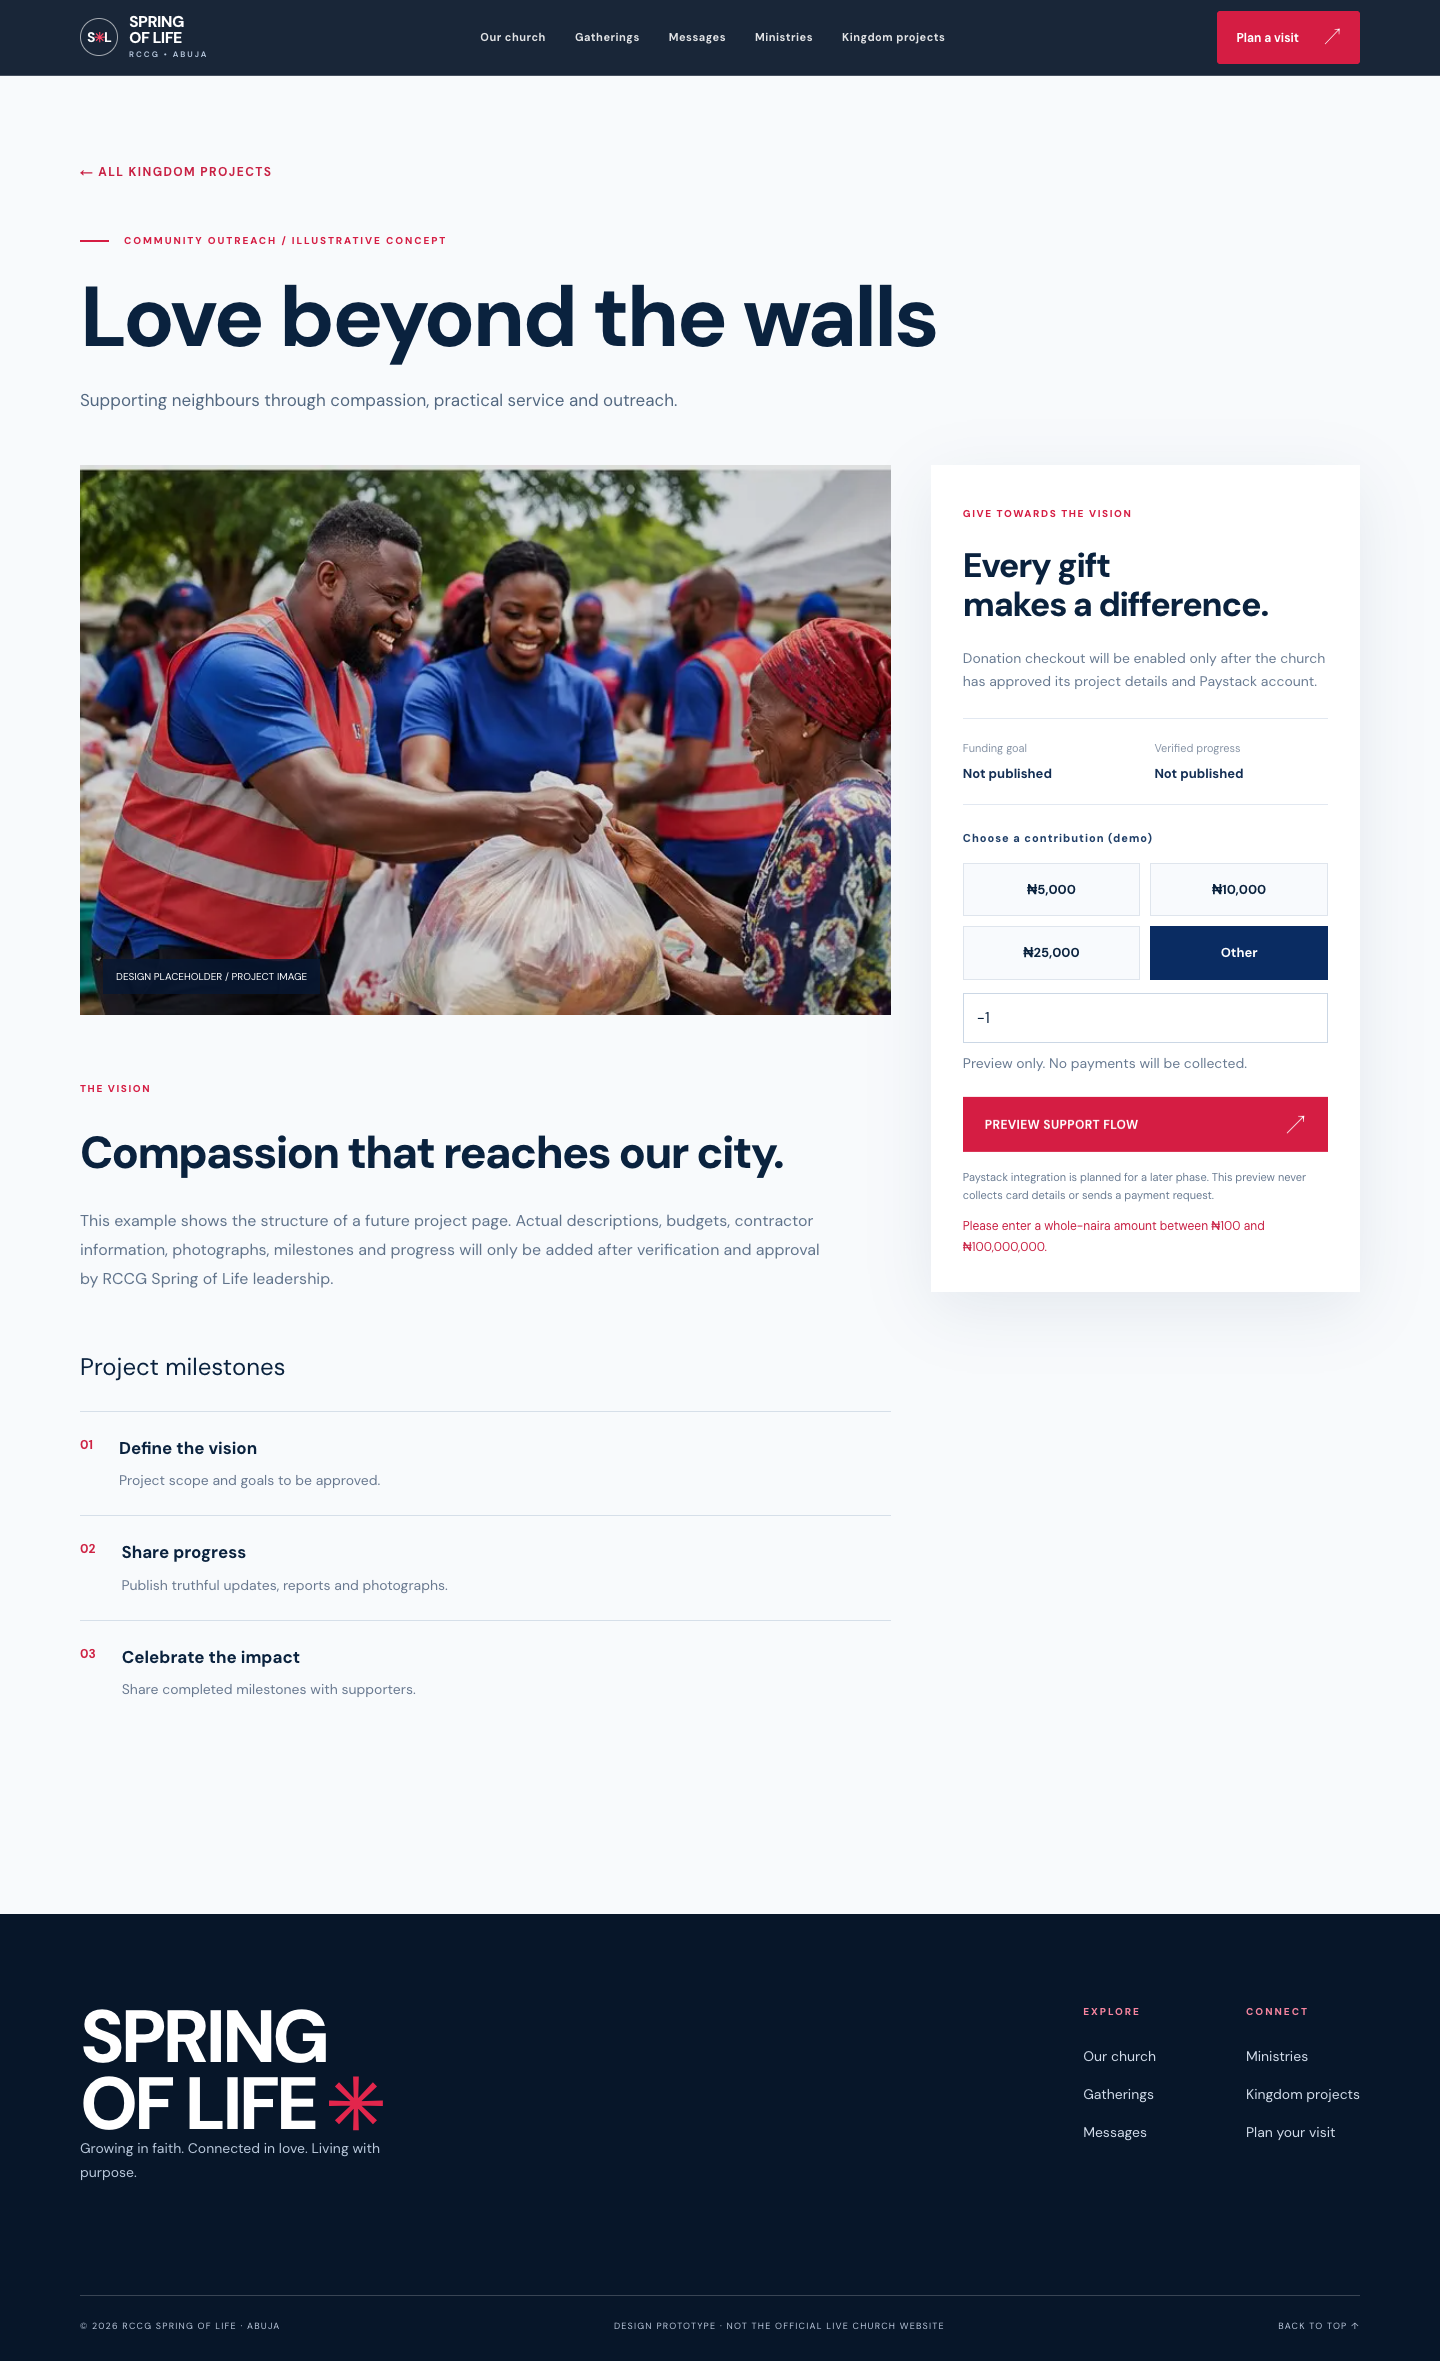 S✳L
SPRING
OF LIFE
RCCG • ABUJA
Our church
Gatherings
Messages
Ministries
Kingdom projects
Plan a visit ↗
← ALL KINGDOM PROJECTS
COMMUNITY OUTREACH / ILLUSTRATIVE CONCEPT
Love beyond the walls
Supporting neighbours through compassion, practical service and outreach.
DESIGN PLACEHOLDER / PROJECT IMAGE
THE VISION
Compassion that reaches our city.
This example shows the structure of a future project page. Actual descriptions, budgets, contractor
information, photographs, milestones and progress will only be added after verification and approval
by RCCG Spring of Life leadership.
Project milestones
01 Define the vision
Project scope and goals to be approved.
02 Share progress
Publish truthful updates, reports and photographs.
03 Celebrate the impact
Share completed milestones with supporters.
GIVE TOWARDS THE VISION
Every gift
makes a difference.
Donation checkout will be enabled only after the church
has approved its project details and Paystack account.
Funding goal
Not published
Verified progress
Not published
Choose a contribution (demo)
₦5,000
₦10,000
₦25,000
Other
-1
Preview only. No payments will be collected.
PREVIEW SUPPORT FLOW ↗
Paystack integration is planned for a later phase. This preview never
collects card details or sends a payment request.
Please enter a whole-naira amount between ₦100 and
₦100,000,000.
SPRING
OF LIFE ✳
Growing in faith. Connected in love. Living with
purpose.
EXPLORE
Our church
Gatherings
Messages
CONNECT
Ministries
Kingdom projects
Plan your visit
© 2026 RCCG SPRING OF LIFE · ABUJA
DESIGN PROTOTYPE · NOT THE OFFICIAL LIVE CHURCH WEBSITE
BACK TO TOP ↑